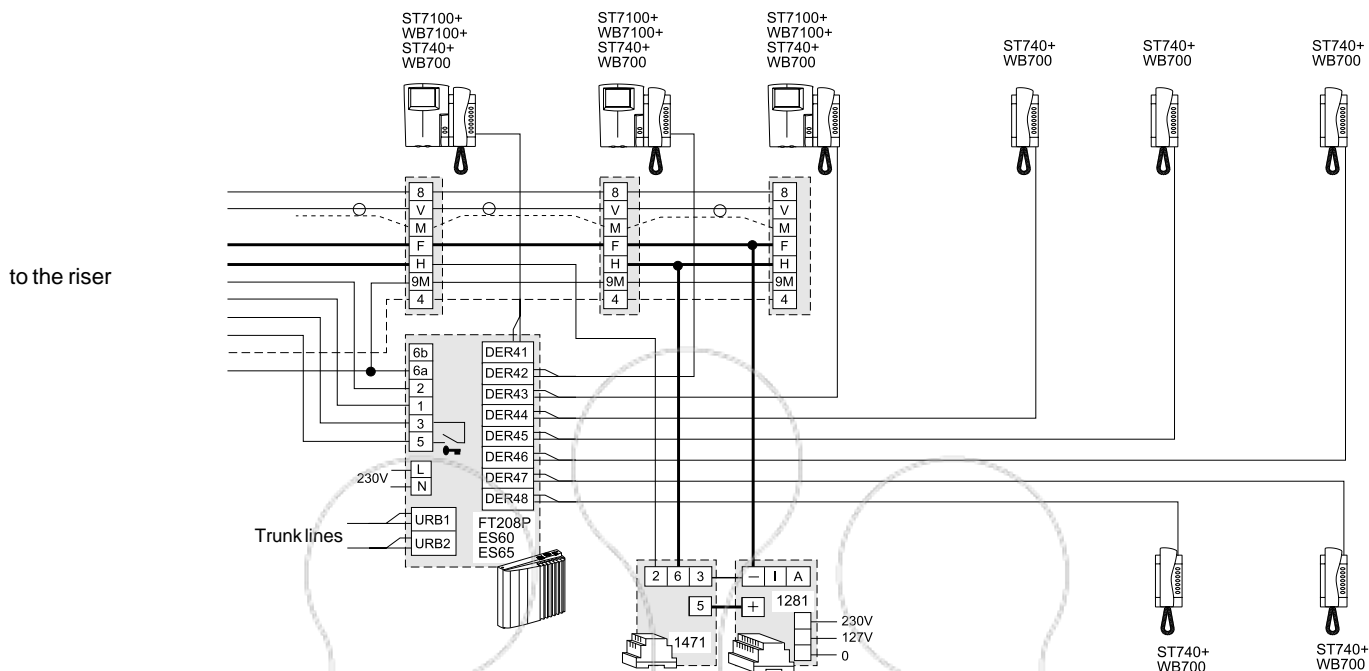 ST7100+
WB7100+
ST740+
WB700
ST7100+
WB7100+
ST740+
WB700
ST7100+
WB7100+
ST740+
WB700
ST740+
WB700
ST740+
WB700
ST740+
WB700
8
V
M
F
H
9M
4
8
V
M
F
H
9M
4
8
V
M
F
H
9M
4
to the riser
6b
6a
2
1
3
5
L
N
230V
URB1
URB2
Trunk lines
DER41
DER42
DER43
DER44
DER45
DER46
DER47
DER48
FT208P
ES60
ES65
2 6 3
5
1471
– I A
+
1281
230V
127V
0
ST740+
WB700
ST740+
WB700